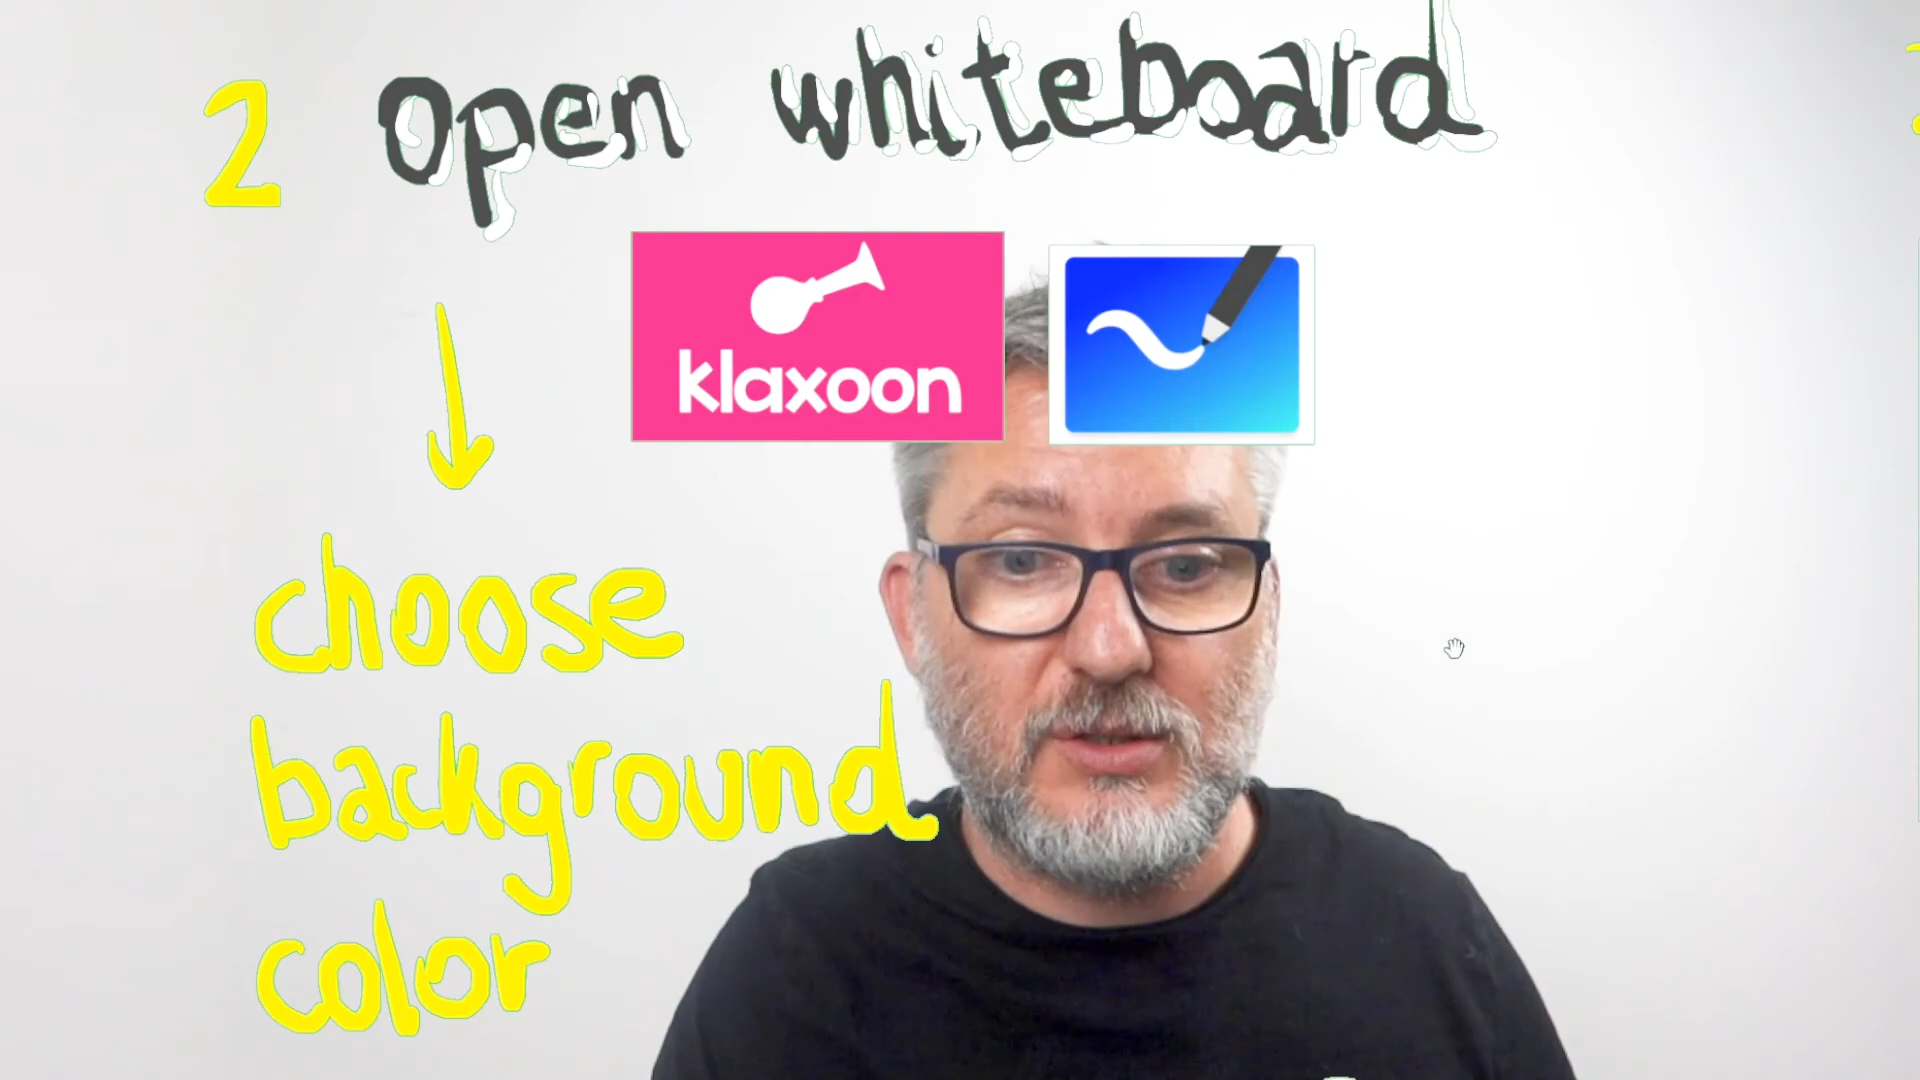 2 Open whiteboard
klaxoon
choose
background
color